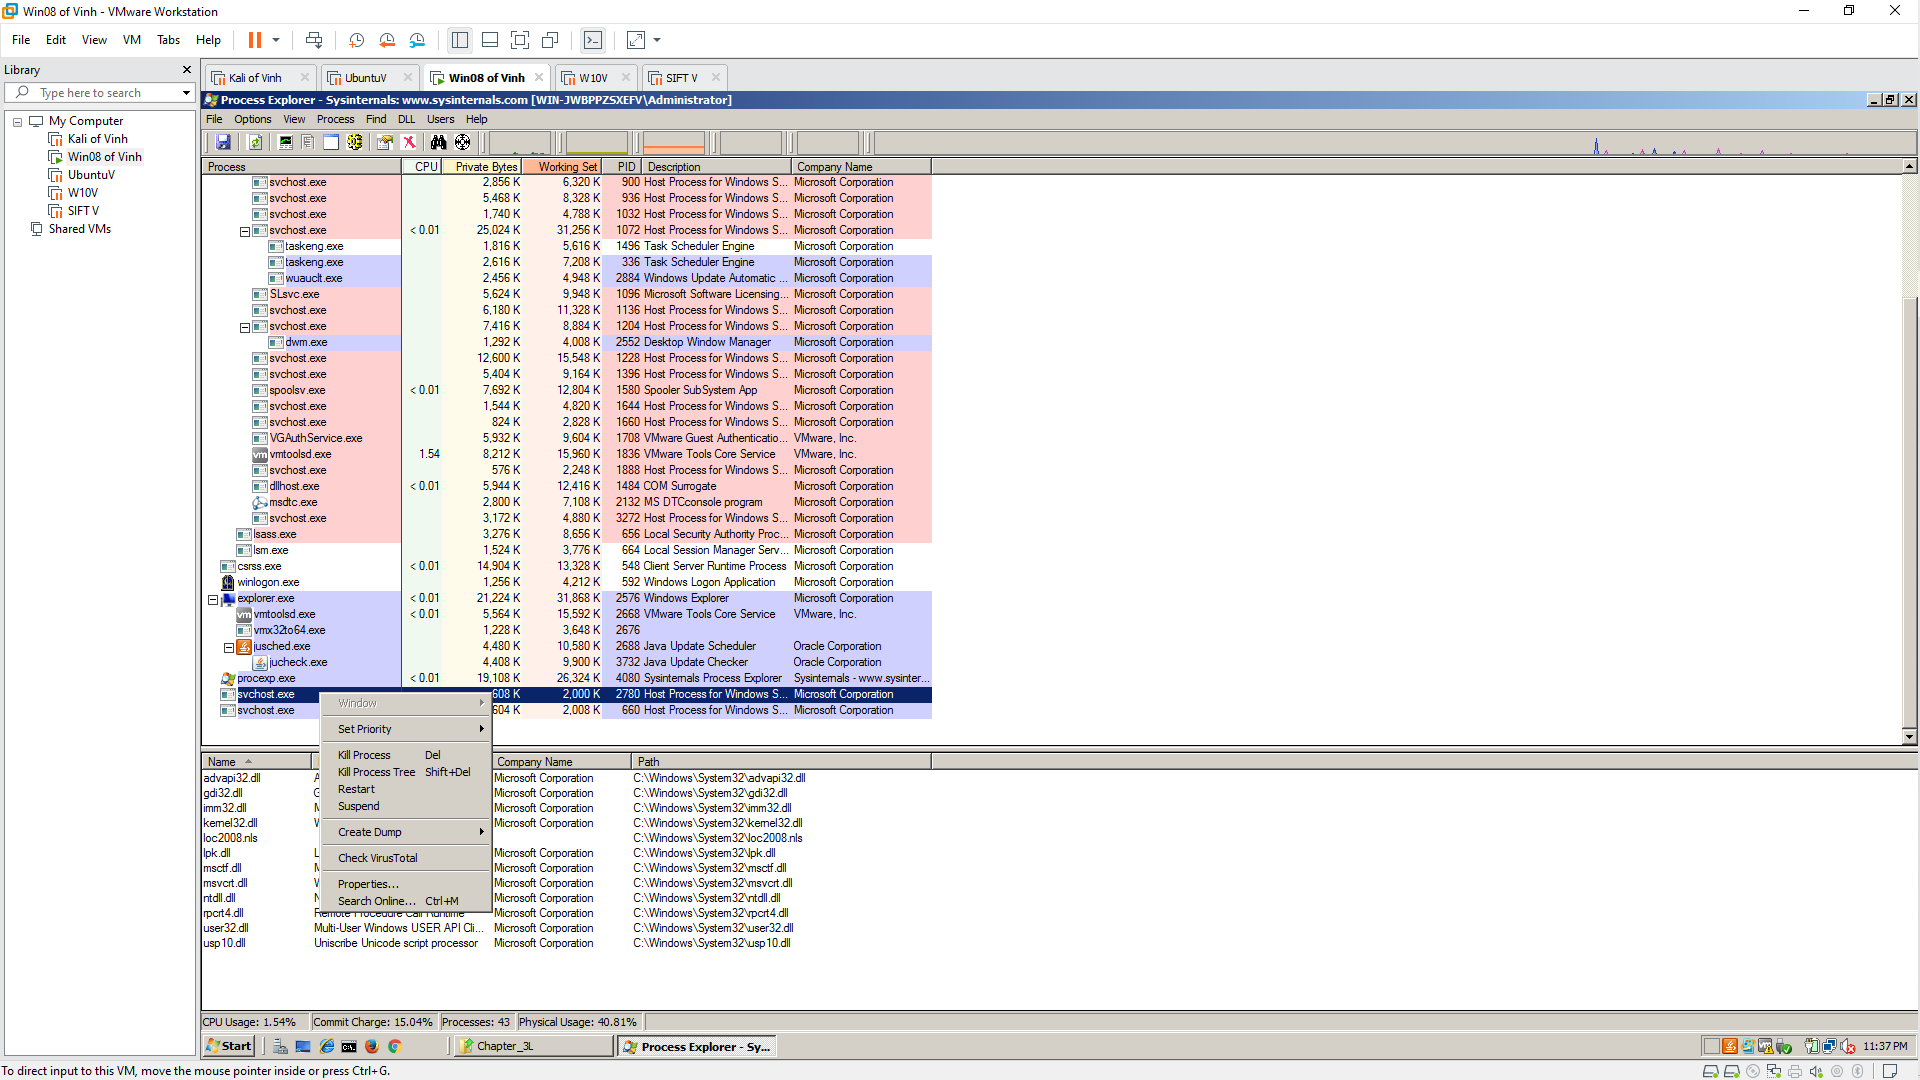 Win08 of Vinh - VMware Workstation
File Edit View VM Tabs Help
Library
Type here to search
My Computer
Kali of Vinh
Win08 of Vinh
UbuntuV
W10V
SIFT V
Shared VMs
Kali of Vinh UbuntuV Win08 of Vinh W10V SIFT V
Process Explorer - Sysinternals: www.sysinternals.com [WIN-JWBPPZSXEFV\Administrator]
File Options View Process Find DLL Users Help
Process CPU Private Bytes Working Set PID Description Company Name
svchost.exe 2,856 K 6,320 K 900 Host Process for Windows S... Microsoft Corporation
svchost.exe 5,468 K 8,328 K 936 Host Process for Windows S... Microsoft Corporation
svchost.exe 1,740 K 4,788 K 1032 Host Process for Windows S... Microsoft Corporation
svchost.exe < 0.01 25,024 K 31,256 K 1072 Host Process for Windows S... Microsoft Corporation
taskeng.exe 1,816 K 5,616 K 1496 Task Scheduler Engine Microsoft Corporation
taskeng.exe 2,616 K 7,208 K 336 Task Scheduler Engine Microsoft Corporation
wuauclt.exe 2,456 K 4,948 K 2884 Windows Update Automatic ... Microsoft Corporation
SLsvc.exe 5,624 K 9,948 K 1096 Microsoft Software Licensing... Microsoft Corporation
svchost.exe 6,180 K 11,328 K 1136 Host Process for Windows S... Microsoft Corporation
svchost.exe 7,416 K 8,884 K 1204 Host Process for Windows S... Microsoft Corporation
dwm.exe 1,292 K 4,008 K 2552 Desktop Window Manager Microsoft Corporation
svchost.exe 12,600 K 15,548 K 1228 Host Process for Windows S... Microsoft Corporation
svchost.exe 5,404 K 9,164 K 1396 Host Process for Windows S... Microsoft Corporation
spoolsv.exe < 0.01 7,692 K 12,804 K 1580 Spooler SubSystem App Microsoft Corporation
svchost.exe 1,544 K 4,820 K 1644 Host Process for Windows S... Microsoft Corporation
svchost.exe 824 K 2,828 K 1660 Host Process for Windows S... Microsoft Corporation
VGAuthService.exe 5,932 K 9,604 K 1708 VMware Guest Authenticatio... VMware, Inc.
vmtoolsd.exe 1.54 8,212 K 15,960 K 1836 VMware Tools Core Service VMware, Inc.
svchost.exe 576 K 2,248 K 1888 Host Process for Windows S... Microsoft Corporation
dllhost.exe < 0.01 5,944 K 12,416 K 1484 COM Surrogate Microsoft Corporation
msdtc.exe 2,800 K 7,108 K 2132 MS DTCconsole program Microsoft Corporation
svchost.exe 3,172 K 4,880 K 3272 Host Process for Windows S... Microsoft Corporation
lsass.exe 3,276 K 8,656 K 656 Local Security Authority Proc... Microsoft Corporation
lsm.exe 1,524 K 3,776 K 664 Local Session Manager Serv... Microsoft Corporation
csrss.exe < 0.01 14,904 K 13,328 K 548 Client Server Runtime Process Microsoft Corporation
winlogon.exe 1,256 K 4,212 K 592 Windows Logon Application Microsoft Corporation
explorer.exe < 0.01 21,224 K 31,868 K 2576 Windows Explorer Microsoft Corporation
vmtoolsd.exe < 0.01 5,564 K 15,592 K 2668 VMware Tools Core Service VMware, Inc.
vmx32to64.exe 1,228 K 3,648 K 2676
jusched.exe 4,480 K 10,580 K 2688 Java Update Scheduler Oracle Corporation
jucheck.exe 4,408 K 9,900 K 3732 Java Update Checker Oracle Corporation
procexp.exe < 0.01 19,108 K 26,324 K 4080 Sysinternals Process Explorer Sysinternals - www.sysinter...
svchost.exe 608 K 2,000 K 2780 Host Process for Windows S... Microsoft Corporation
svchost.exe 604 K 2,008 K 660 Host Process for Windows S... Microsoft Corporation
Window
Set Priority
Kill Process Del
Kill Process Tree Shift+Del
Restart
Suspend
Create Dump
Check VirusTotal
Properties...
Search Online... Ctrl+M
Name Company Name Path
advapi32.dll A Microsoft Corporation C:\Windows\System32\advapi32.dll
gdi32.dll G Microsoft Corporation C:\Windows\System32\gdi32.dll
imm32.dll M Microsoft Corporation C:\Windows\System32\imm32.dll
kernel32.dll W Microsoft Corporation C:\Windows\System32\kernel32.dll
loc2008.nls C:\Windows\System32\loc2008.nls
lpk.dll L Microsoft Corporation C:\Windows\System32\lpk.dll
msctf.dll M Microsoft Corporation C:\Windows\System32\msctf.dll
msvcrt.dll W Microsoft Corporation C:\Windows\System32\msvcrt.dll
ntdll.dll N Microsoft Corporation C:\Windows\System32\ntdll.dll
rpcrt4.dll Remote Procedure Call Runtime Microsoft Corporation C:\Windows\System32\rpcrt4.dll
user32.dll Multi-User Windows USER API Cli... Microsoft Corporation C:\Windows\System32\user32.dll
usp10.dll Uniscribe Unicode script processor Microsoft Corporation C:\Windows\System32\usp10.dll
CPU Usage: 1.54% Commit Charge: 15.04% Processes: 43 Physical Usage: 40.81%
Start Chapter_3L Process Explorer - Sy... 11:37 PM
To direct input to this VM, move the mouse pointer inside or press Ctrl+G.